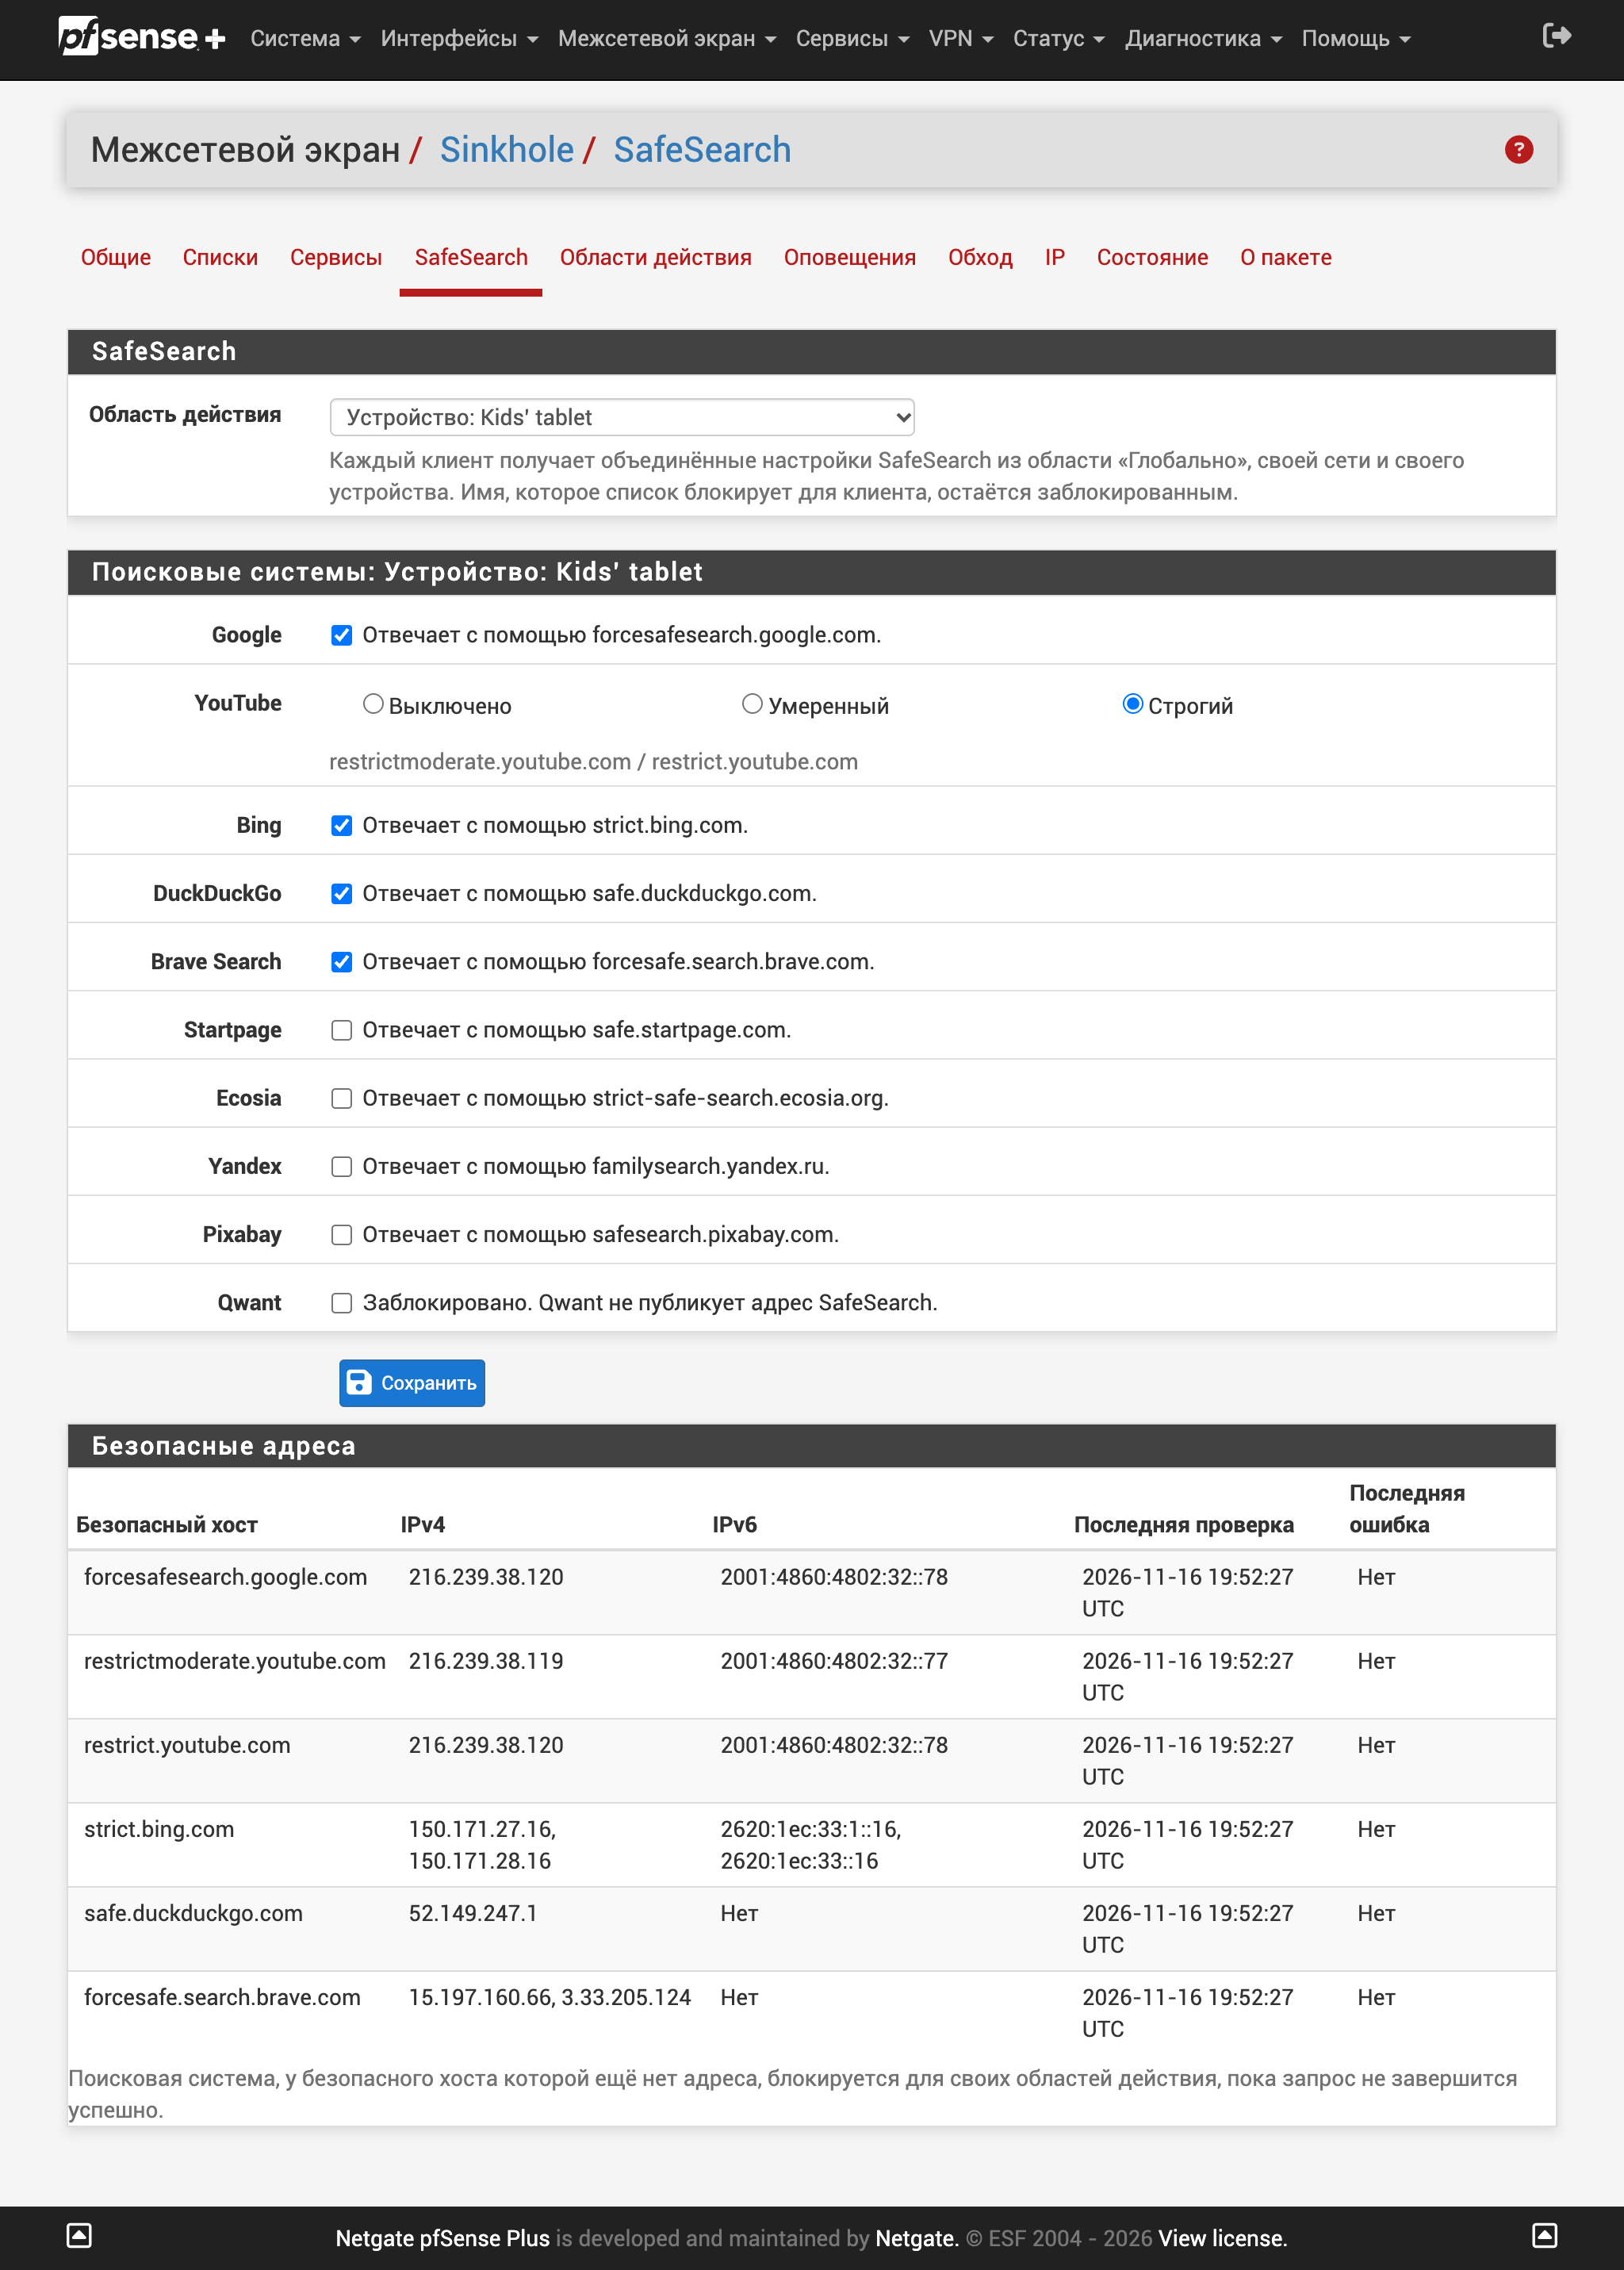 pfsense +
Система Интерфейсы Межсетевой экран Сервисы VPN Статус Диагностика Помощь
Межсетевой экран / Sinkhole / SafeSearch
Общие Списки Сервисы SafeSearch Области действия Оповещения Обход IP Состояние О пакете
SafeSearch
Область действия
Устройство: Kids' tablet
Каждый клиент получает объединённые настройки SafeSearch из области «Глобально», своей сети и своего
устройства. Имя, которое список блокирует для клиента, остаётся заблокированным.
Поисковые системы: Устройство: Kids' tablet
Google Отвечает с помощью forcesafesearch.google.com.
YouTube Выключено Умеренный Строгий
restrictmoderate.youtube.com / restrict.youtube.com
Bing Отвечает с помощью strict.bing.com.
DuckDuckGo Отвечает с помощью safe.duckduckgo.com.
Brave Search Отвечает с помощью forcesafe.search.brave.com.
Startpage Отвечает с помощью safe.startpage.com.
Ecosia Отвечает с помощью strict-safe-search.ecosia.org.
Yandex Отвечает с помощью familysearch.yandex.ru.
Pixabay Отвечает с помощью safesearch.pixabay.com.
Qwant Заблокировано. Qwant не публикует адрес SafeSearch.
Сохранить
Безопасные адреса
Безопасный хост IPv4 IPv6 Последняя проверка Последняя
ошибка
forcesafesearch.google.com 216.239.38.120 2001:4860:4802:32::78 2026-11-16 19:52:27 Нет
UTC
restrictmoderate.youtube.com 216.239.38.119 2001:4860:4802:32::77 2026-11-16 19:52:27 Нет
UTC
restrict.youtube.com 216.239.38.120 2001:4860:4802:32::78 2026-11-16 19:52:27 Нет
UTC
strict.bing.com 150.171.27.16, 2620:1ec:33:1::16, 2026-11-16 19:52:27 Нет
150.171.28.16 2620:1ec:33::16 UTC
safe.duckduckgo.com 52.149.247.1 Нет 2026-11-16 19:52:27 Нет
UTC
forcesafe.search.brave.com 15.197.160.66, 3.33.205.124 Нет 2026-11-16 19:52:27 Нет
UTC
Поисковая система, у безопасного хоста которой ещё нет адреса, блокируется для своих областей действия, пока запрос не завершится
успешно.
Netgate pfSense Plus is developed and maintained by Netgate. © ESF 2004 - 2026 View license.